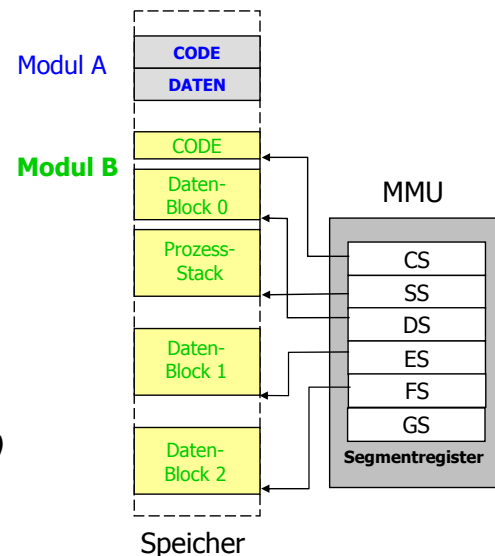 Modul A
CODE
DATEN
Modul B
CODE
Daten-
Block 0
Prozess-
Stack
Daten-
Block 1
Daten-
Block 2
Speicher
MMU
CS
SS
DS
ES
FS
GS
Segmentregister
)